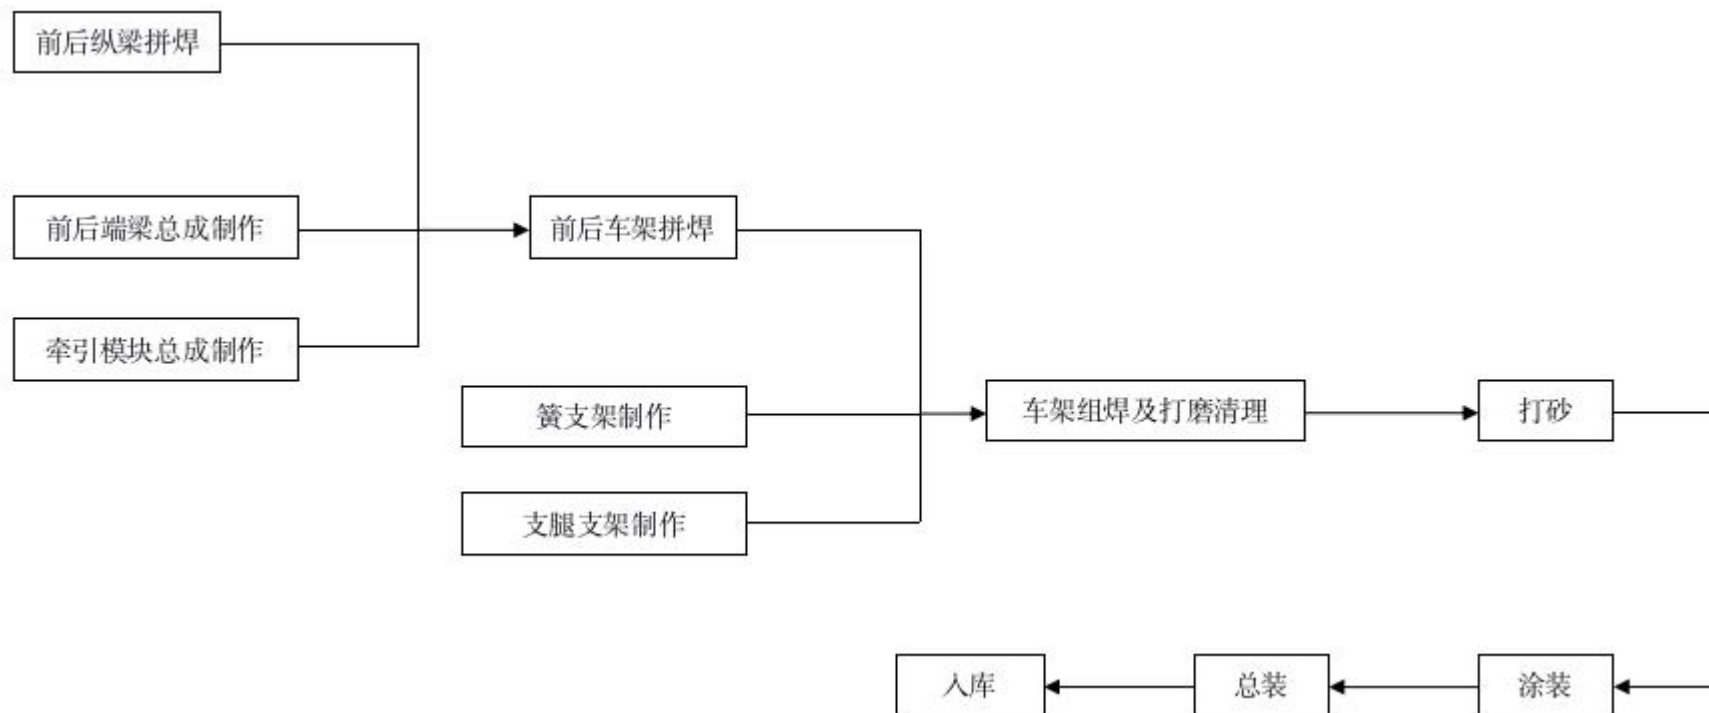 前后纵梁拼焊
前后端梁总成制作
前后车架拼焊
牵引模块总成制作
簧支架制作
车架组焊及打磨清理
打砂
支腿支架制作
入库
总装
涂装